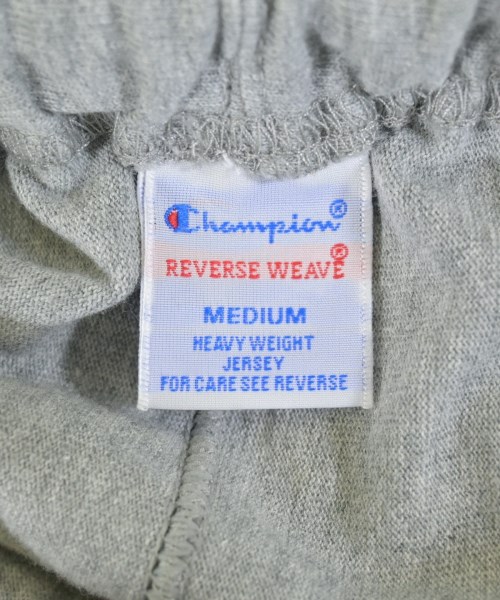 Champion®
REVERSE WEAVE®
MEDIUM
HEAVY WEIGHT
JERSEY
FOR CARE SEE REVERSE